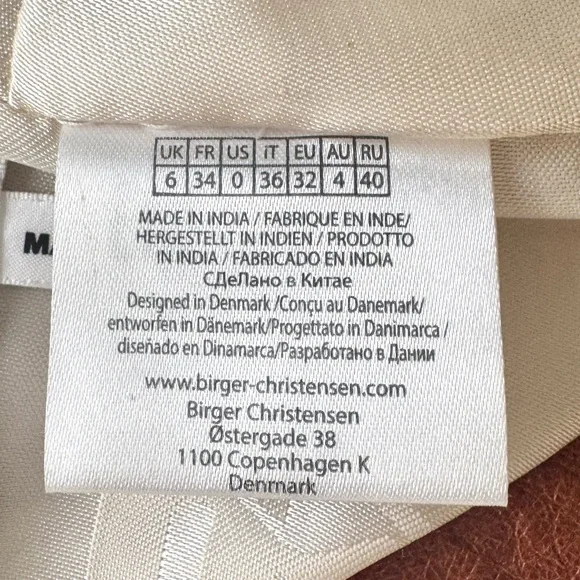 UK FR US iT EU AU RU
6 34 0 36 32 4 40
MADE IN INDIA / FABRIQUE EN INDE/
HERGESTELLT IN INDIEN / PRODOTTO
IN INDIA / FABRICADO EN INDIA
СДеЛано в Китае
Designed in Denmark /Conçu au Danemark/
entworfen in Dänemark/Progettato in Danimarca /
diseñado en Dinamarca/Разработано в Дании
www.birger-christensen.com
Birger Christensen
Østergade 38
1100 Copenhagen K
Denmark